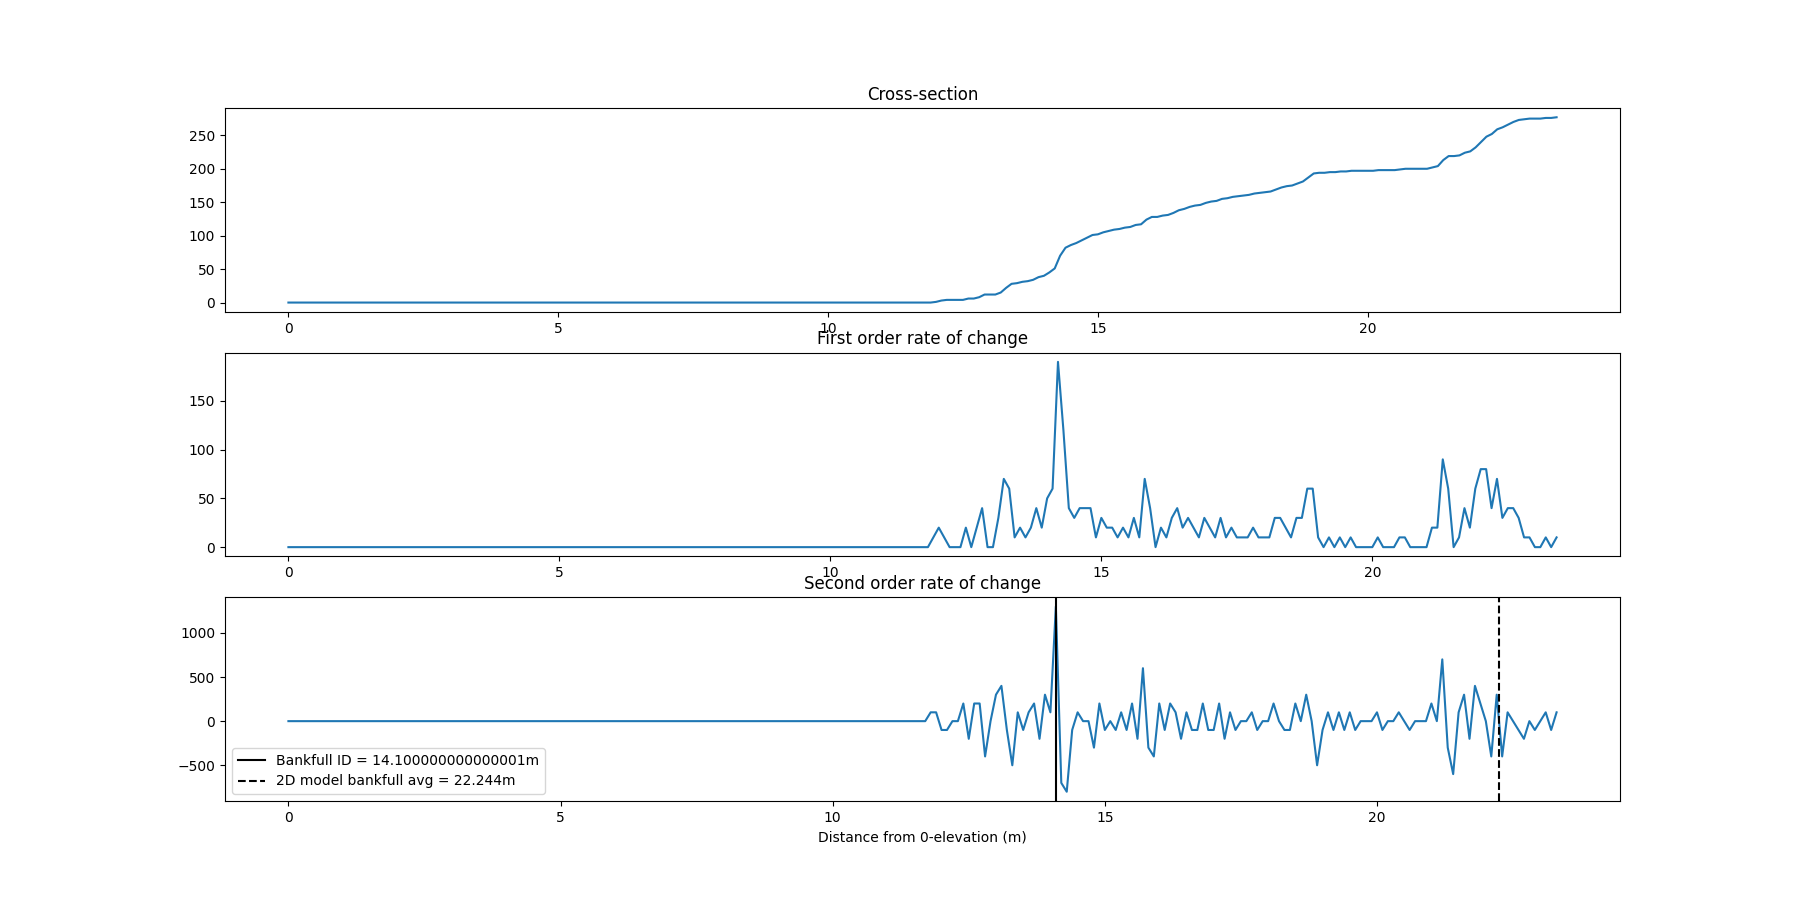 Cross-section
250
200
150
100
50
0
0 5 10 15 20
First order rate of change
150
100
50
0
0 5 10 15 20
Second order rate of change
1000
500
0
−500
Bankfull ID = 14.100000000000001m
2D model bankfull avg = 22.244m
0 5 10 15 20
Distance from 0-elevation (m)